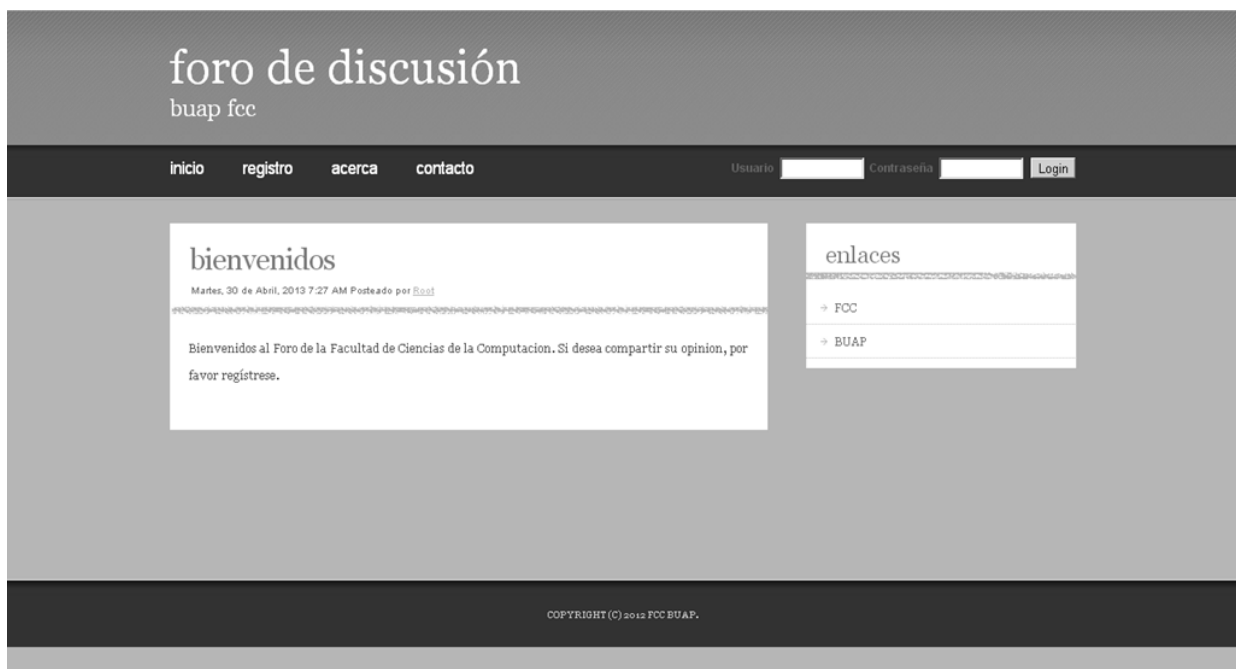 foro de discusión
buap fcc
inicio registro acerca contacto Usuario Contraseña Login
bienvenidos
Martes, 30 de Abril, 2013 7:27 AM Posteado por Root
Bienvenidos al Foro de la Facultad de Ciencias de la Computacion. Si desea compartir su opinion, por
favor regístrese.
enlaces
FCC
BUAP
COPYRIGHT (C) 2012 FCC BUAP.